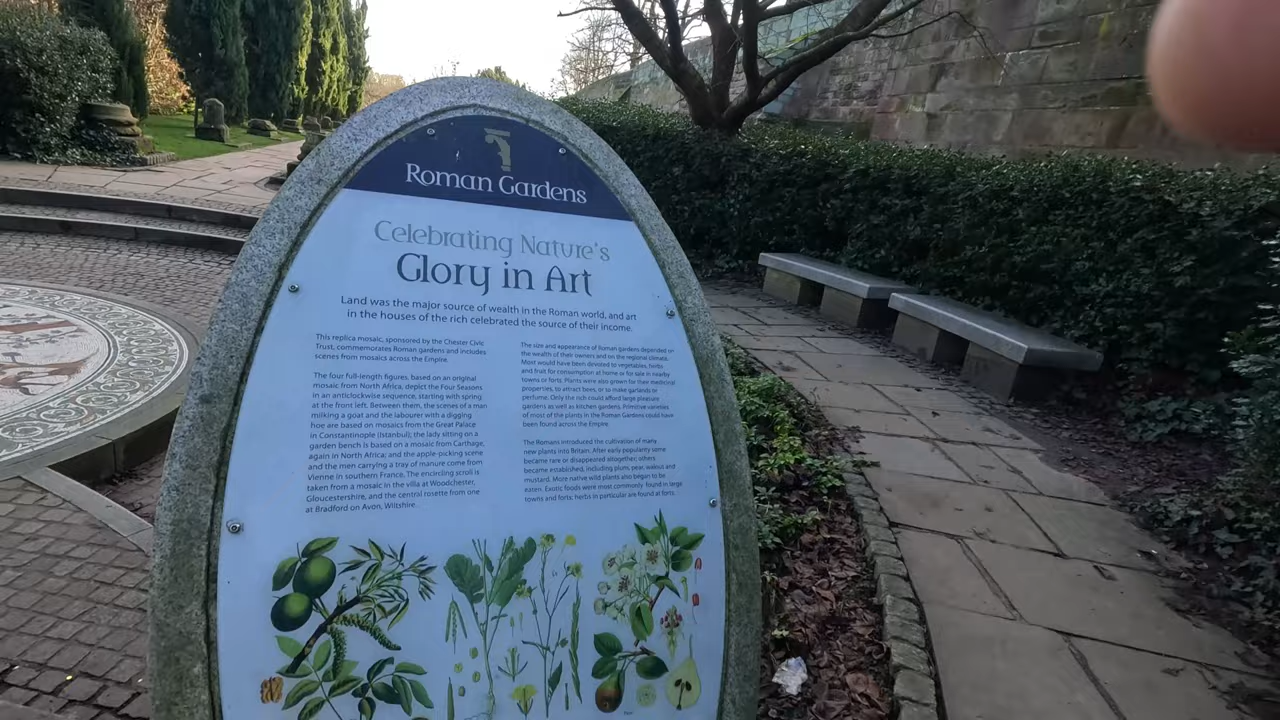 Roman Gardens
Celebrating Nature's
Glory in Art
Land was the major source of wealth in the Roman world, and art
in the houses of the rich celebrated the source of their income.
This replica mosaic, sponsored by the Chester Civic
Trust, commemorates Roman gardens and includes
scenes from mosaics across the Empire.
The four full-length figures, based on an original
mosaic from North Africa, depict the Four Seasons
in an anticlockwise sequence, starting with spring
at the front left. Between them, the scenes of a man
milking a goat and the labourer with a digging
hoe are based on mosaics from the Great Palace
in Constantinople (Istanbul); the lady sitting on a
garden bench is based on a mosaic from Carthage,
again in North Africa; and the apple-picking scene
and the men carrying a tray of manure come from
Vienne in southern France. The encircling scroll is
taken from a mosaic in the villa at Woodchester,
Gloucestershire, and the central rosette from one
at Bradford on Avon, Wiltshire.
The size and appearance of Roman gardens depended on
the wealth of their owners and on the regional climate.
Most would have been devoted to vegetables, herbs
and fruit for consumption at home or for sale in nearby
towns or forts. Plants were also grown for their medicinal
properties, to attract bees, or to make garlands or
perfume. Only the rich could afford large pleasure
gardens as well as kitchen gardens. Primitive varieties
of most of the plants in the Roman Gardens could have
been found across the Empire.
The Romans introduced the cultivation of many
new plants into Britain. After early popularity some
became rare or disappeared altogether; others
became established, including plum, pear, walnut and
mustard. More native wild plants also began to be
eaten. Exotic foods were most commonly found in large
towns and forts: herbs in particular are found at forts.